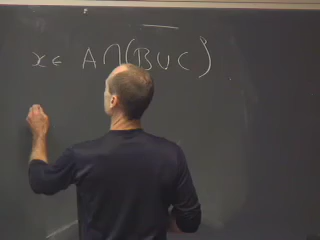 x ∈ A ∩ (B ∪ C)